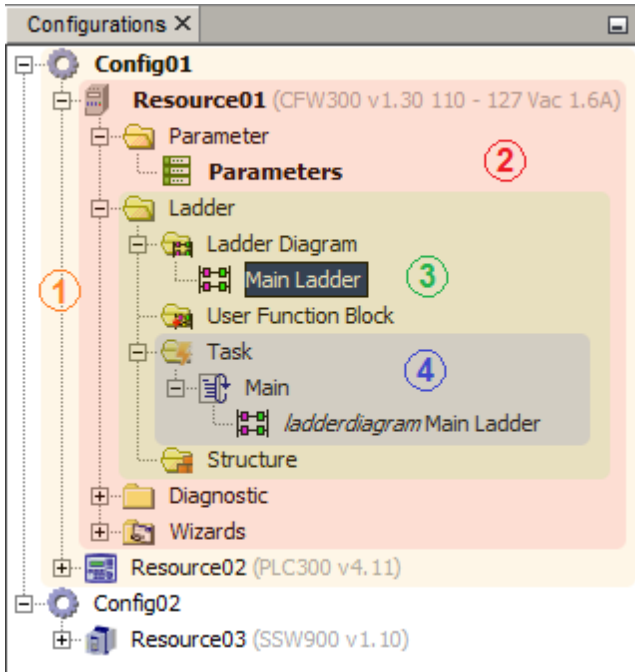 Configurations
Config01
Resource01 (CFW300 v1.30 110 - 127 Vac 1.6A)
Parameter
2
Parameters
Ladder
Ladder Diagram
1
Main Ladder
3
User Function Block
Task
4
Main
ladderdiagram Main Ladder
Structure
Diagnostic
Wizards
Resource02 (PLC300 v4.11)
Config02
Resource03 (SSW900 v1.10)